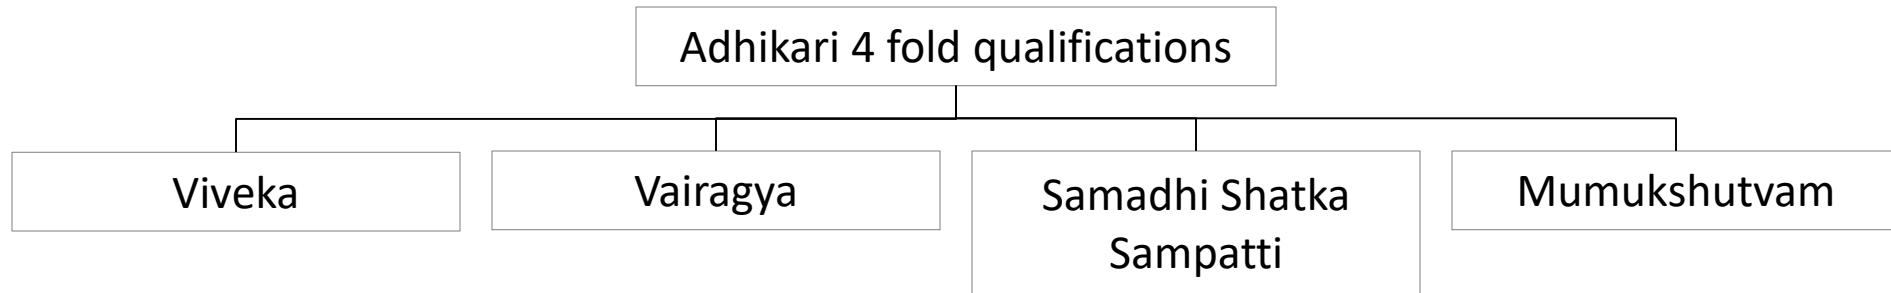 Adhikari 4 fold qualifications
Viveka
Vairagya
Samadhi Shatka
Sampatti
Mumukshutvam